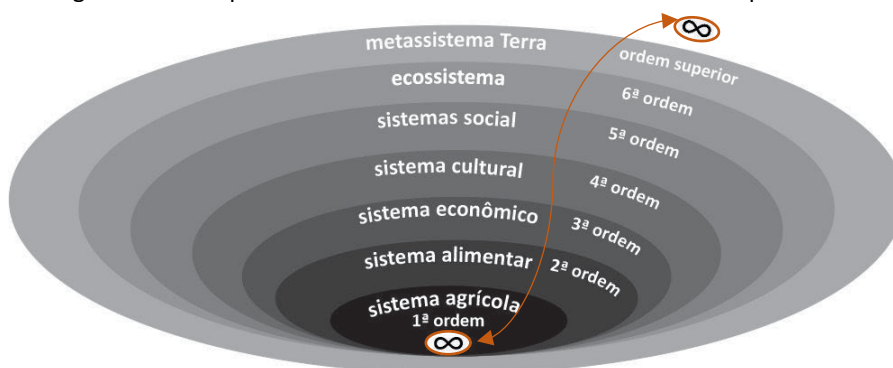 metassistema Terra
ordem superior
ecossistema
6ª ordem
sistemas social
5ª ordem
sistema cultural
4ª ordem
sistema econômico
3ª ordem
sistema alimentar
2ª ordem
sistema agrícola
1ª ordem
∞
∞